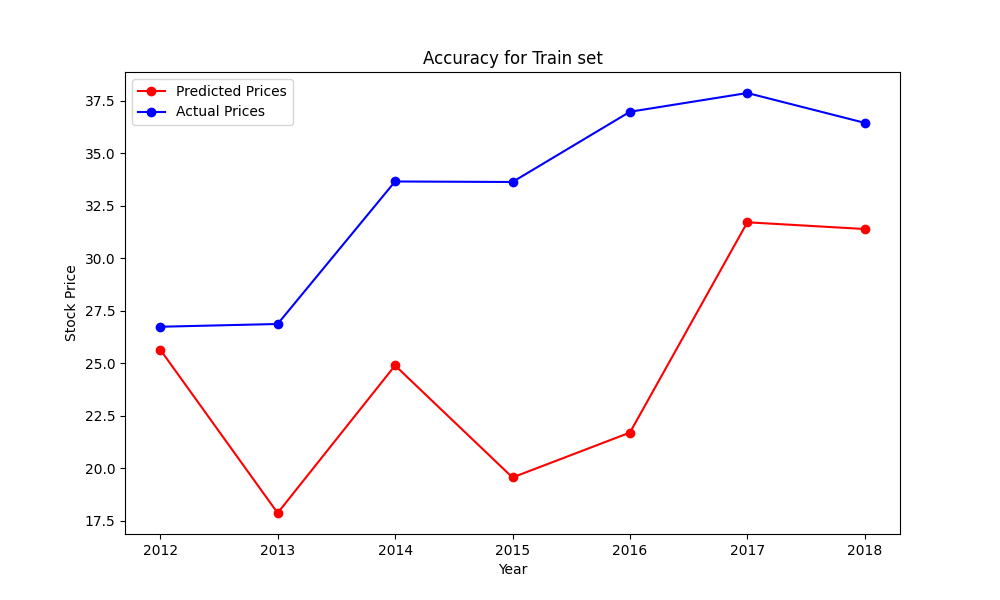 Accuracy for Train set
Predicted Prices
Actual Prices
37.5
35.0
32.5
30.0
27.5
25.0
22.5
20.0
17.5
Stock Price
2012 2013 2014 2015 2016 2017 2018
Year